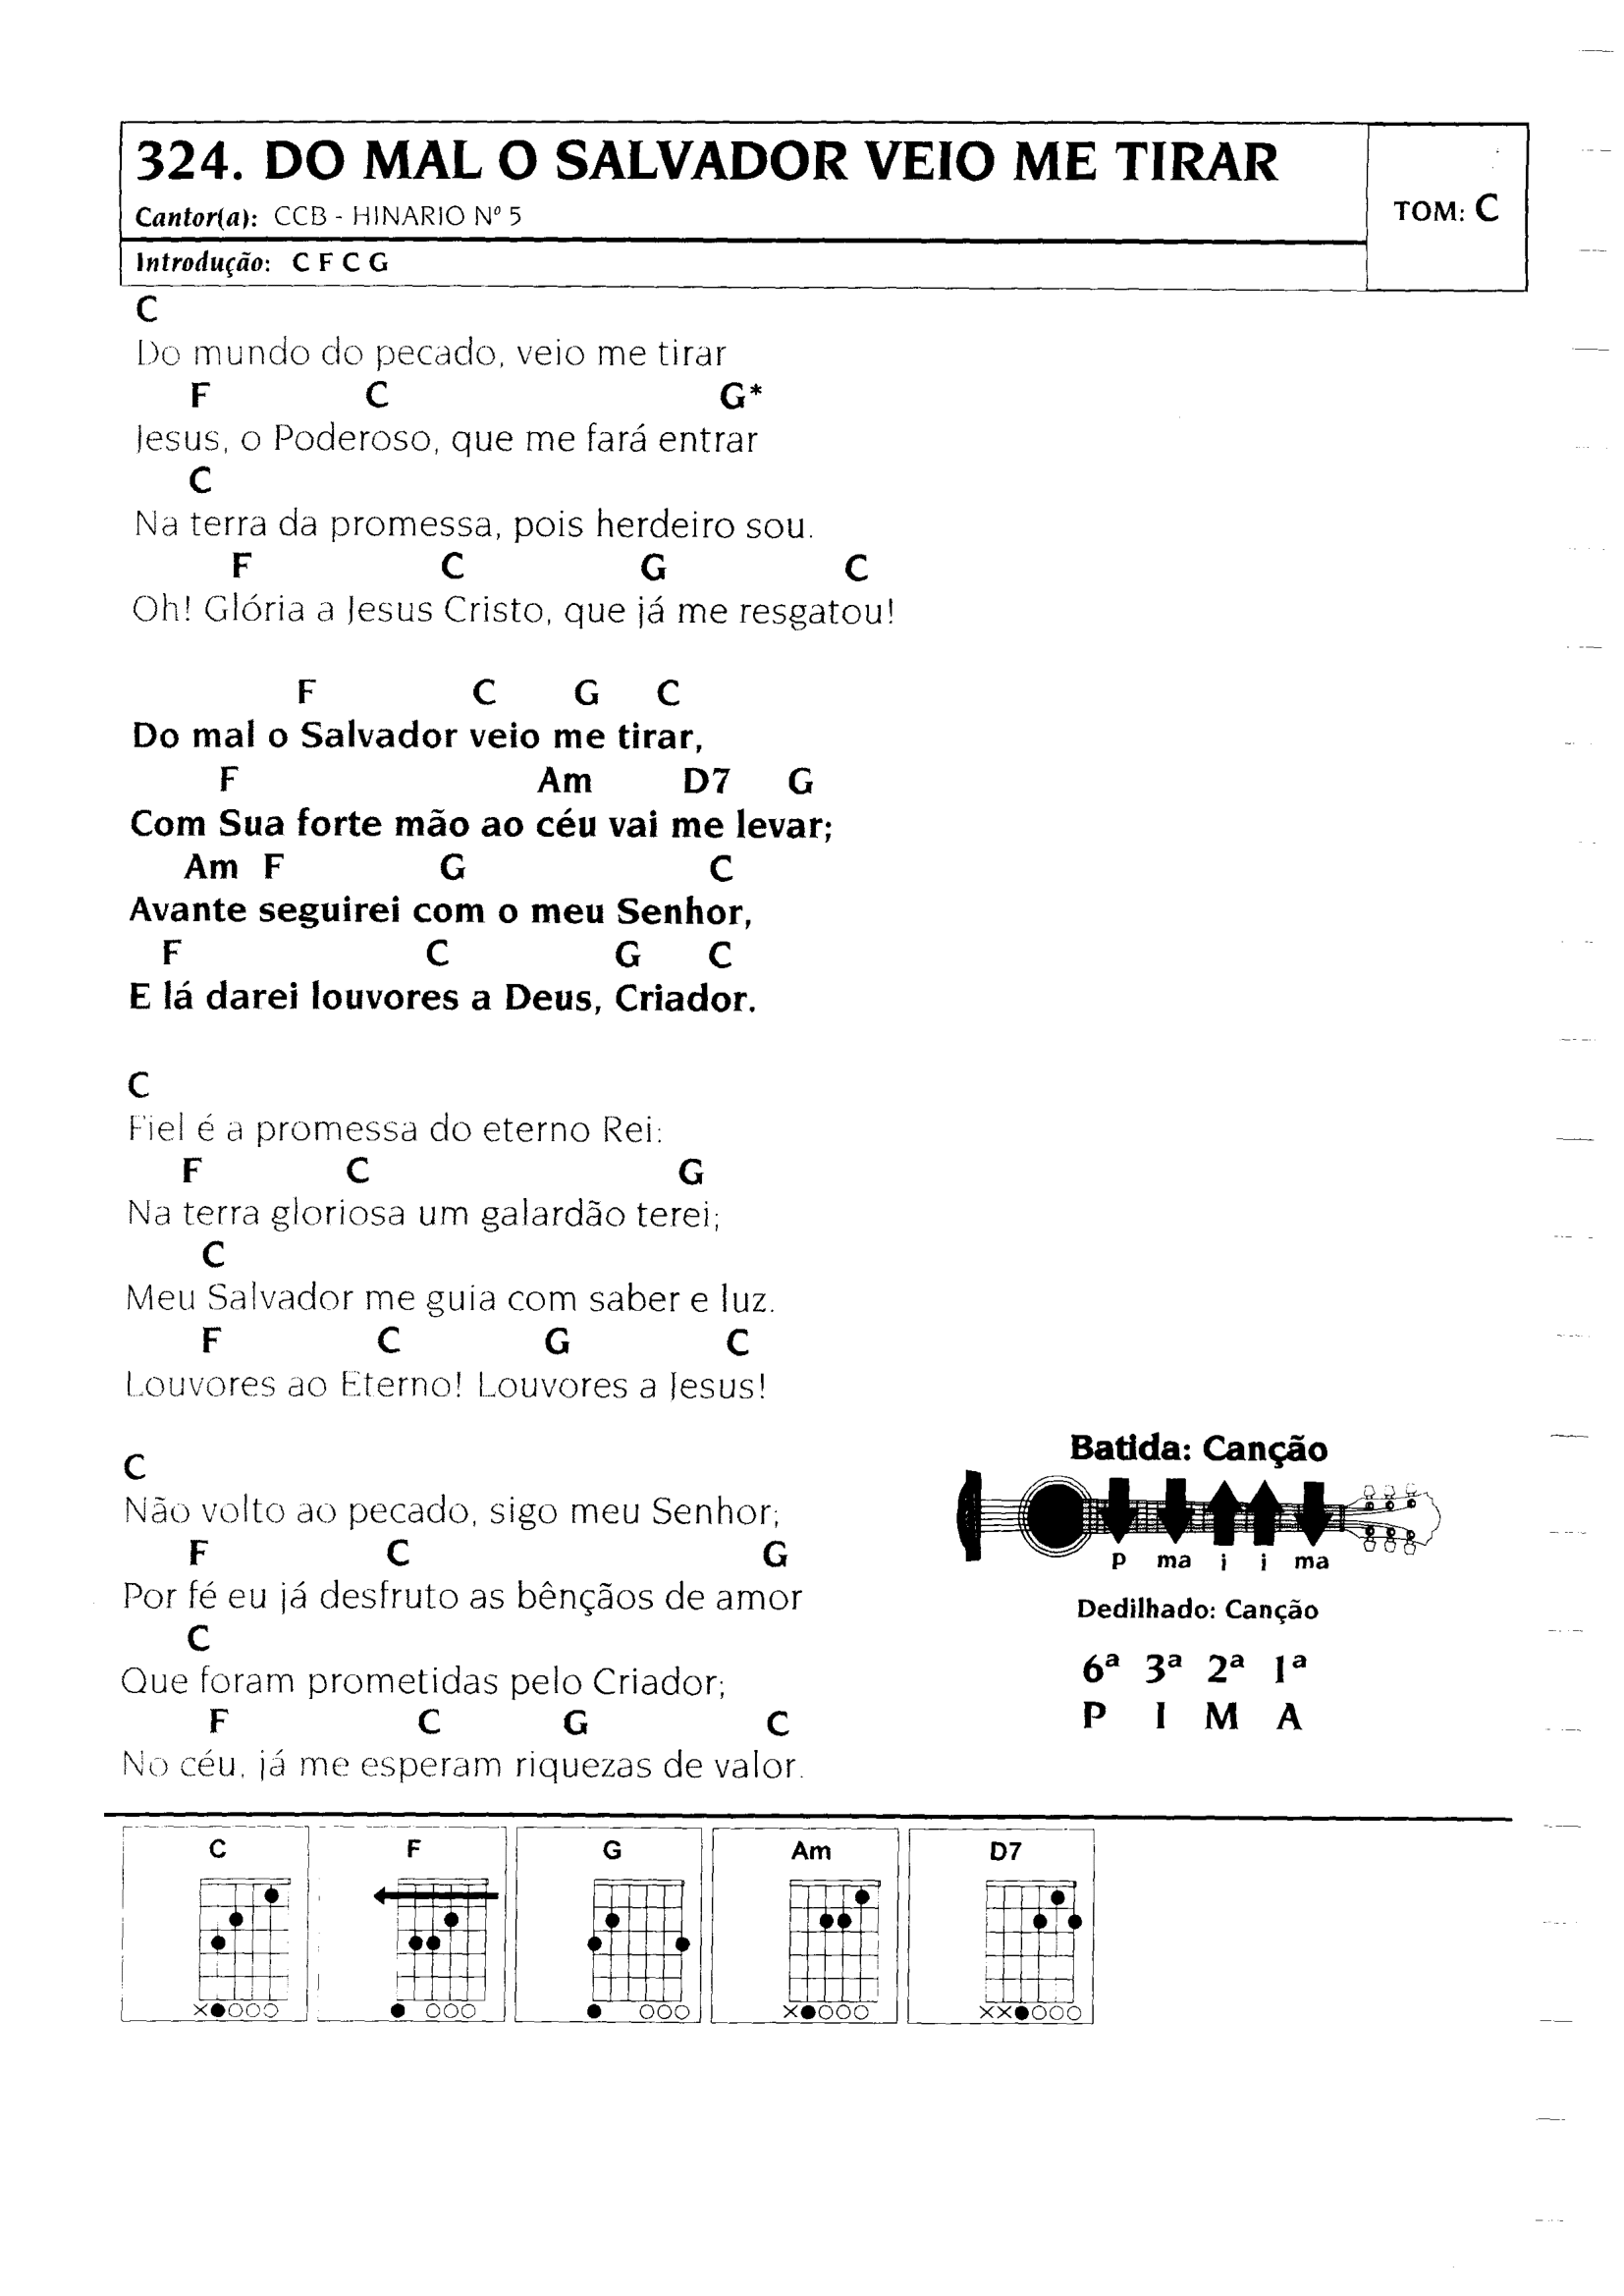 324. DO MAL O SALVADOR VEIO ME TIRAR
Cantor(a): CCB - HINARIO Nº 5
TOM: C
Introdução: C F C G
C
Do mundo do pecado, veio me tirar
F C G*
Jesus, o Poderoso, que me fará entrar
C
Na terra da promessa, pois herdeiro sou.
F C G C
Oh! Glória a Jesus Cristo, que já me resgatou!
F C G C
Do mal o Salvador veio me tirar,
F Am D7 G
Com Sua forte mão ao céu vai me levar;
Am F G C
Avante seguirei com o meu Senhor,
F C G C
E lá darei louvores a Deus, Criador.
C
Fiel é a promessa do eterno Rei:
F C G
Na terra gloriosa um galardão terei;
C
Meu Salvador me guia com saber e luz.
F C G C
Louvores ao Eterno! Louvores a Jesus!
C
Não volto ao pecado, sigo meu Senhor;
F C G
Por fé eu já desfruto as bênçãos de amor
C
Que foram prometidas pelo Criador;
F C G C
No céu, já me esperam riquezas de valor.
Batida: Canção
p ma i i ma
Dedilhado: Canção
6ª 3ª 2ª 1ª
P I M A
C F G Am D7